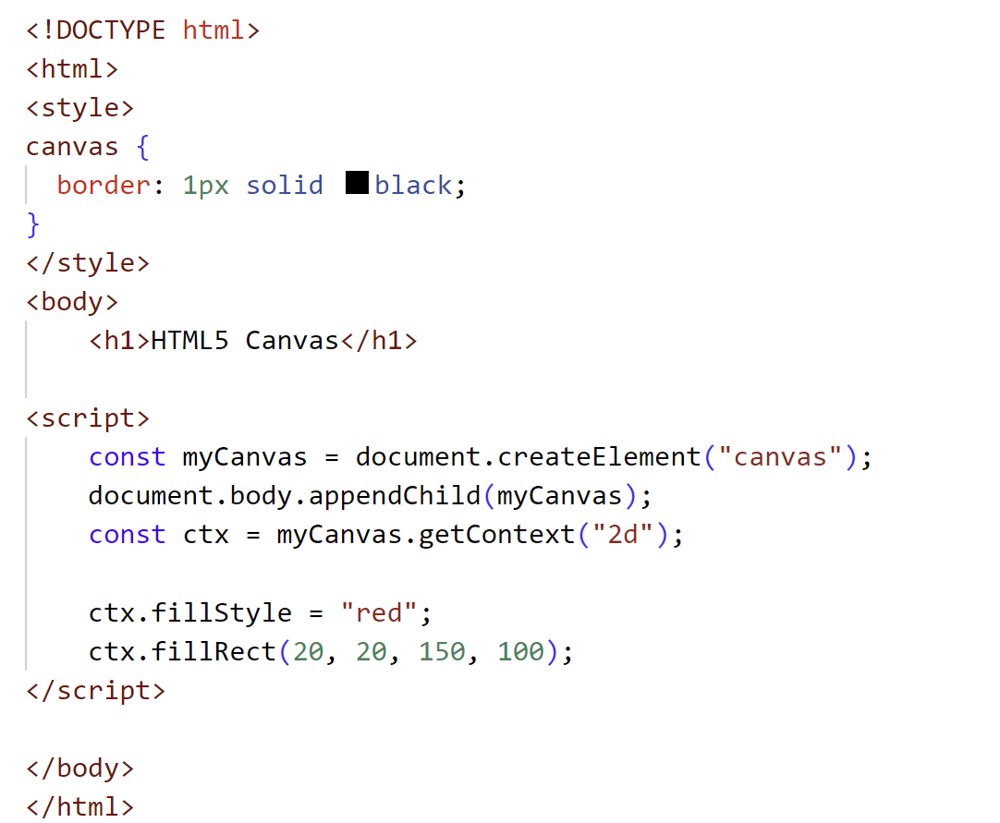 <!DOCTYPE html>
<html>
<style>
canvas {
  border: 1px solid black;
}
</style>
<body>
    <h1>HTML5 Canvas</h1>

<script>
    const myCanvas = document.createElement("canvas");
    document.body.appendChild(myCanvas);
    const ctx = myCanvas.getContext("2d");

    ctx.fillStyle = "red";
    ctx.fillRect(20, 20, 150, 100);
</script>

</body>
</html>